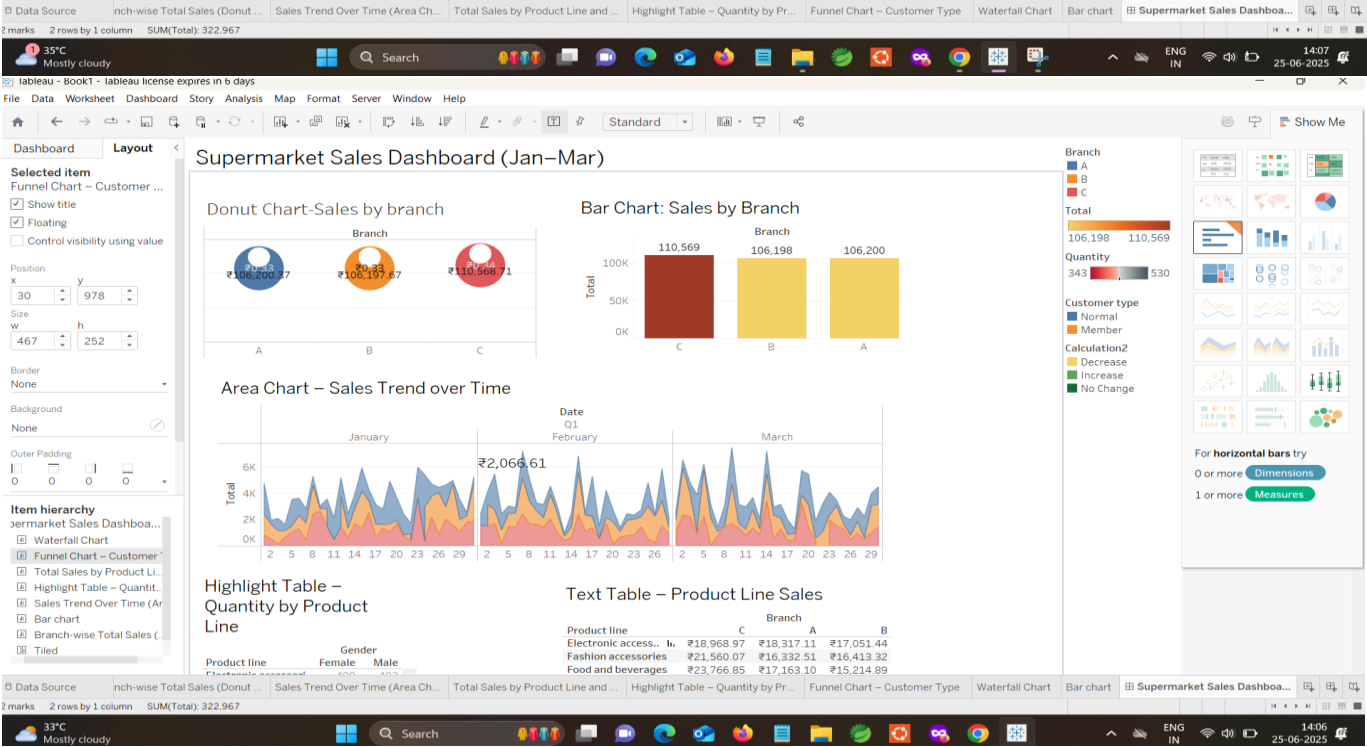 Data Source nch-wise Total Sales (Donut ... Sales Trend Over Time (Area Ch... Total Sales by Product Line and ... Highlight Table – Quantity by Pr... Funnel Chart – Customer Type Waterfall Chart Bar chart Supermarket Sales Dashboa...
2 marks 2 rows by 1 column SUM(Total): 322,967
1 35°C
Mostly cloudy
Search
ENG
IN
14:07
25-06-2025
Tableau - Book1 - Tableau license expires in 6 days
File Data Worksheet Dashboard Story Analysis Map Format Server Window Help
Standard
Show Me
Dashboard Layout
Selected item
Funnel Chart – Customer ...
Show title
Floating
Control visibility using value
Position
x y
30 978
Size
w h
467 252
Border
None
Background
None
Outer Padding
0 0 0 0
Item hierarchy
permarket Sales Dashboa...
Waterfall Chart
Funnel Chart – Customer
Total Sales by Product Li...
Highlight Table – Quantit...
Sales Trend Over Time (Ar
Bar chart
Branch-wise Total Sales (.
Tiled
Supermarket Sales Dashboard (Jan–Mar)
Donut Chart-Sales by branch
Branch
₹0.33 ₹0.33 ₹0.34
₹106,200.37 ₹106,197.67 ₹110,568.71
A B C
Bar Chart: Sales by Branch
Branch
110,569 106,198 106,200
Total
100K
50K
0K
C B A
Area Chart – Sales Trend over Time
Date
Q1
January February March
₹2,066.61
Total
6K
4K
2K
0K
2 5 8 11 14 17 20 23 26 29 2 5 8 11 14 17 20 23 26 2 5 8 11 14 17 20 23 26 29
Highlight Table –
Quantity by Product
Line
Gender
Product line Female Male
Text Table – Product Line Sales
Branch
Product line C A B
Electronic access.. ₹18,968.97 ₹18,317.11 ₹17,051.44
Fashion accessories ₹21,560.07 ₹16,332.51 ₹16,413.32
Food and beverages ₹23,766.85 ₹17,163.10 ₹15,214.89
Branch
A
B
C
Total
106,198 110,569
Quantity
343 530
Customer type
Normal
Member
Calculation2
Decrease
Increase
No Change
For horizontal bars try
0 or more Dimensions
1 or more Measures
Data Source nch-wise Total Sales (Donut ... Sales Trend Over Time (Area Ch... Total Sales by Product Line and ... Highlight Table – Quantity by Pr... Funnel Chart – Customer Type Waterfall Chart Bar chart Supermarket Sales Dashboa...
2 marks 2 rows by 1 column SUM(Total): 322,967
33°C
Mostly cloudy
Search
ENG
IN
14:06
25-06-2025